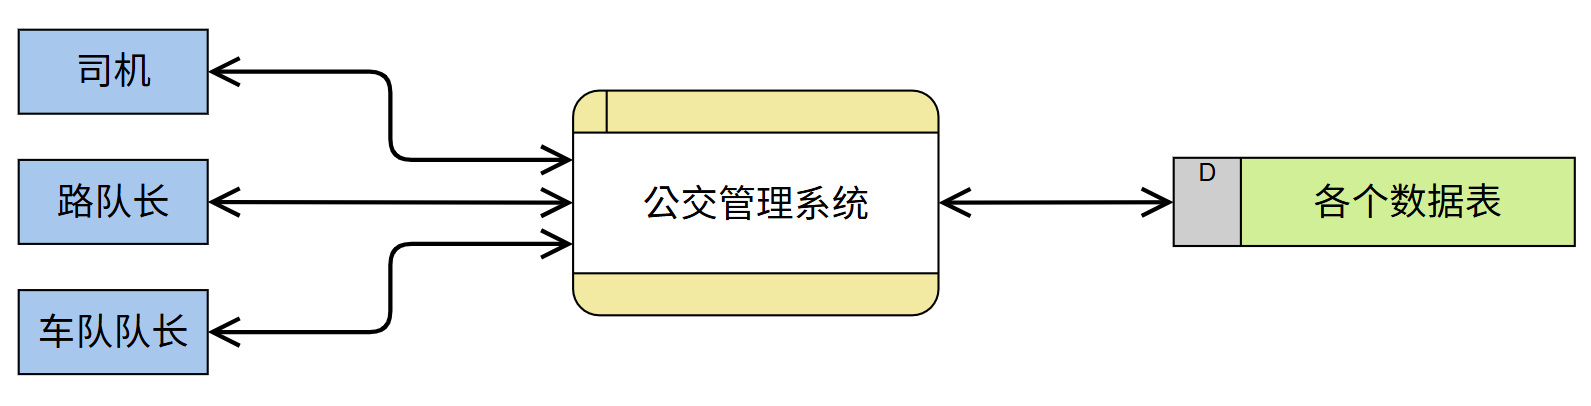 司机
路队长
车队队长
公交管理系统
D
各个数据表